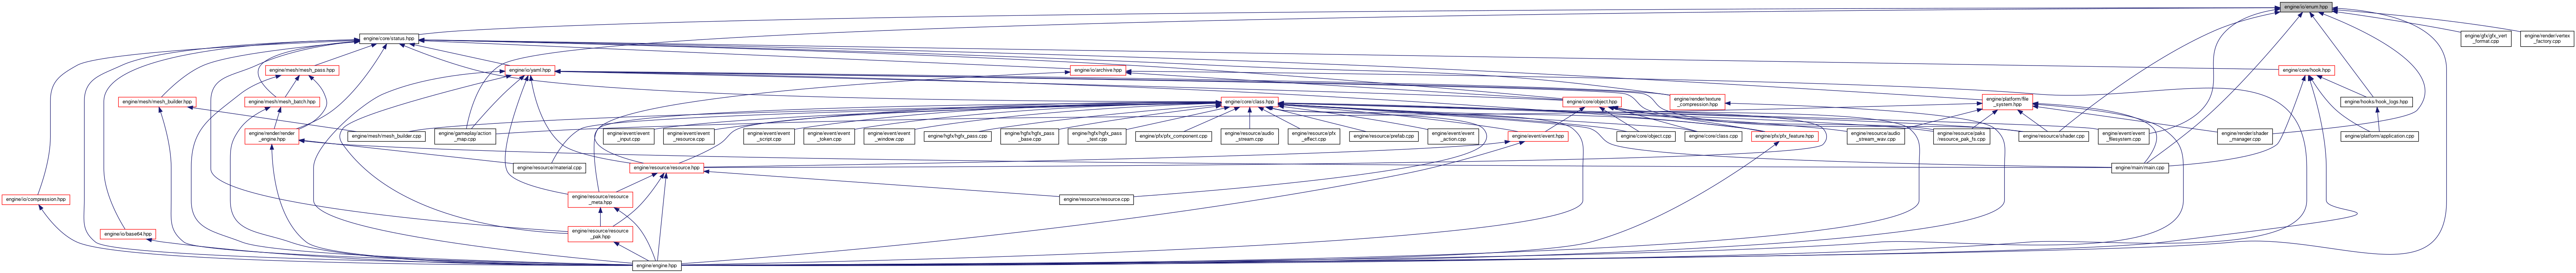 engine/io/enum.hpp
engine/core/status.hpp
engine/gfx/gfx_vert
_format.cpp
engine/render/vertex
_factory.cpp
engine/mesh/mesh_pass.hpp
engine/io/yaml.hpp
engine/io/archive.hpp
engine/core/hook.hpp
engine/mesh/mesh_builder.hpp
engine/mesh/mesh_batch.hpp
engine/core/class.hpp
engine/core/object.hpp
engine/render/texture
_compression.hpp
engine/platform/file
_system.hpp
engine/hooks/hook_logs.hpp
engine/render/render
_engine.hpp
engine/mesh/mesh_builder.cpp
engine/gameplay/action
_map.cpp
engine/event/event
_input.cpp
engine/event/event
_resource.cpp
engine/event/event
_script.cpp
engine/event/event
_token.cpp
engine/event/event
_window.cpp
engine/hgfx/hgfx_pass.cpp
engine/hgfx/hgfx_pass
_base.cpp
engine/hgfx/hgfx_pass
_text.cpp
engine/pfx/pfx_component.cpp
engine/resource/audio
_stream.cpp
engine/resource/pfx
_effect.cpp
engine/resource/prefab.cpp
engine/event/event
_action.cpp
engine/event/event.hpp
engine/core/object.cpp
engine/core/class.cpp
engine/pfx/pfx_feature.hpp
engine/resource/audio
_stream_wav.cpp
engine/resource/paks
/resource_pak_fs.cpp
engine/resource/shader.cpp
engine/event/event
_filesystem.cpp
engine/render/shader
_manager.cpp
engine/platform/application.cpp
engine/resource/material.cpp
engine/resource/resource.hpp
engine/main/main.cpp
engine/io/compression.hpp
engine/resource/resource
_meta.hpp
engine/resource/resource.cpp
engine/io/base64.hpp
engine/resource/resource
_pak.hpp
engine/engine.hpp